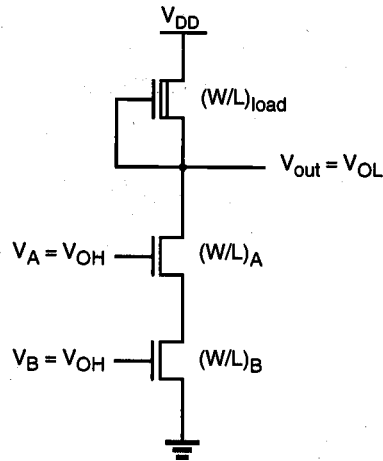 V_DD
(W/L)_load
V_out = V_OL
V_A = V_OH
(W/L)_A
V_B = V_OH
(W/L)_B